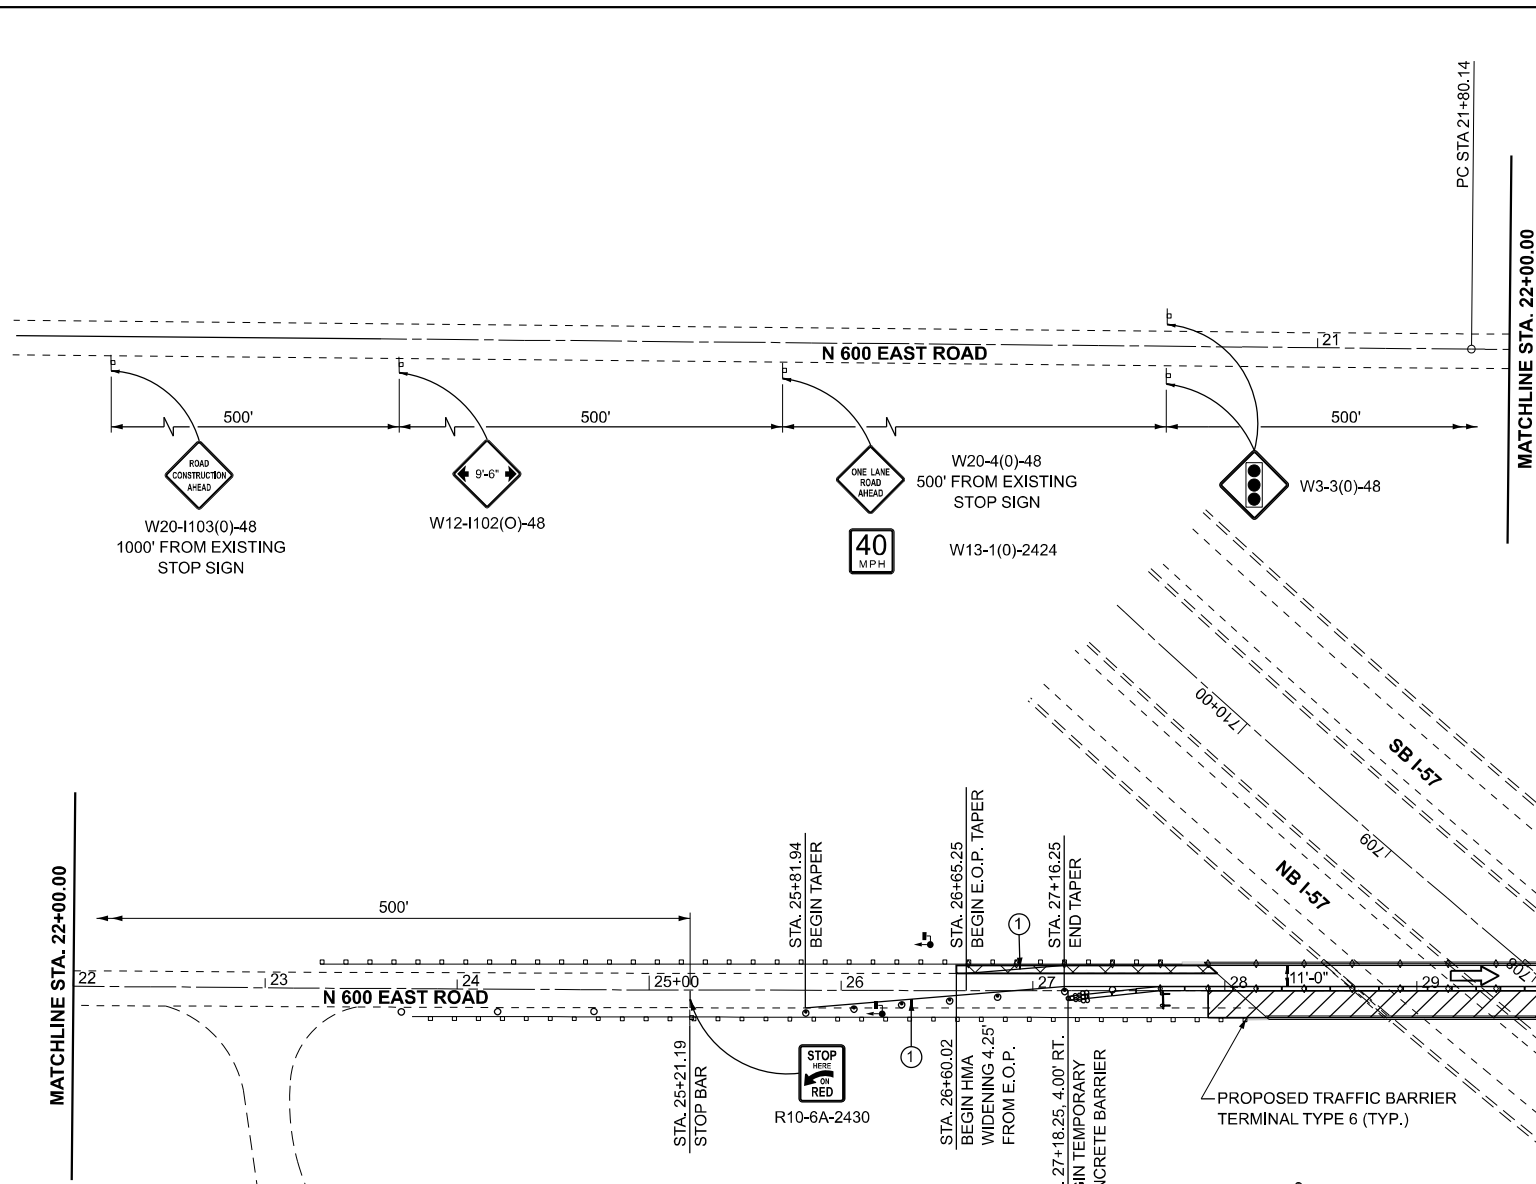 PC STA 21+80.14
MATCHLINE STA. 22+00.00
21
N 600 EAST ROAD
500'
500'
500'
ROAD
CONSTRUCTION
AHEAD
W20-I103(0)-48
1000' FROM EXISTING
STOP SIGN
9'-6"
W12-I102(O)-48
ONE LANE
ROAD
AHEAD
W20-4(0)-48
500' FROM EXISTING
STOP SIGN
40
MPH
W13-1(0)-2424
W3-3(0)-48
710+00
SB I-57
709
NB I-57
708
MATCHLINE STA. 22+00.00
500'
STA. 25+81.94
BEGIN TAPER
STA. 26+65.25
BEGIN E.O.P. TAPER
1
STA. 27+16.25
END TAPER
22
23
24
25+00
26
27
28
11'-0"
29
N 600 EAST ROAD
1
STA. 25+21.19
STOP BAR
STOP
HERE
ON
RED
R10-6A-2430
STA. 26+60.02
BEGIN HMA
WIDENING 4.25'
FROM E.O.P.
27+18.25, 4.00' RT.
TEMPORARY
BARRIER
PROPOSED TRAFFIC BARRIER
TERMINAL TYPE 6 (TYP.)